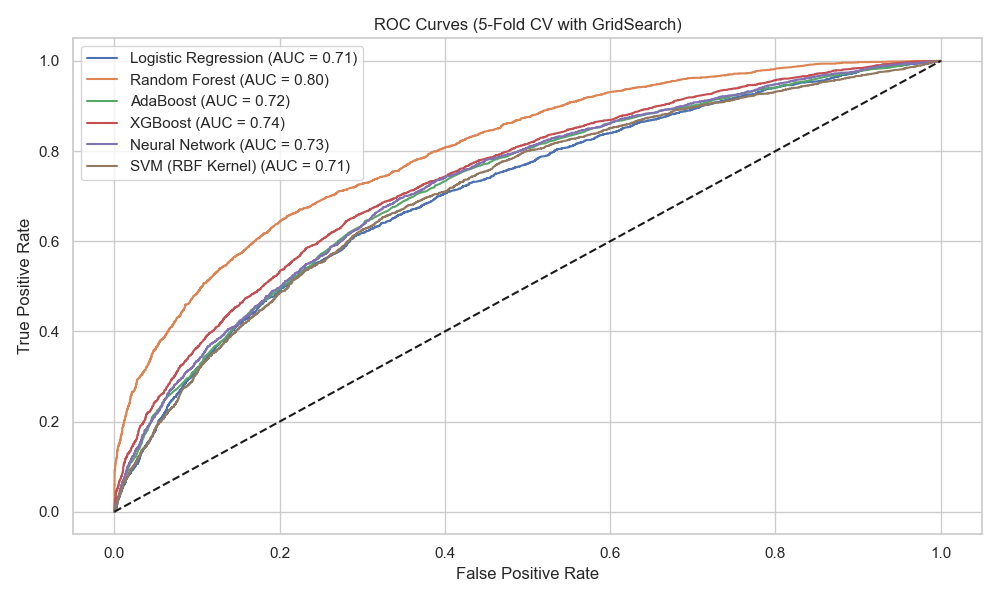 ROC Curves (5-Fold CV with GridSearch)
Logistic Regression (AUC = 0.71)
Random Forest (AUC = 0.80)
AdaBoost (AUC = 0.72)
XGBoost (AUC = 0.74)
Neural Network (AUC = 0.73)
SVM (RBF Kernel) (AUC = 0.71)
True Positive Rate
1.0
0.8
0.6
0.4
0.2
0.0
0.0 0.2 0.4 0.6 0.8 1.0
False Positive Rate